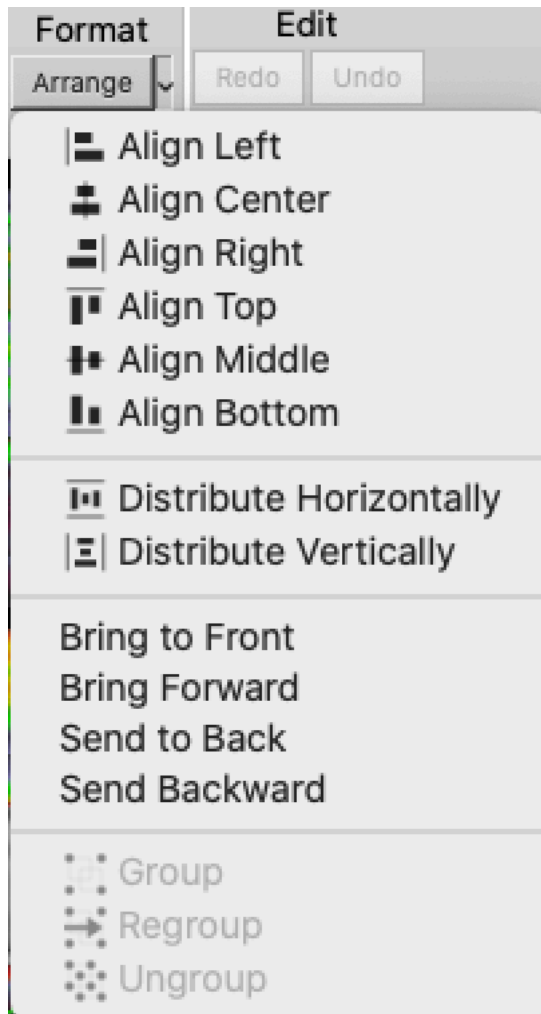 Format Edit
Arrange Redo Undo
Align Left
Align Center
Align Right
Align Top
Align Middle
Align Bottom
Distribute Horizontally
Distribute Vertically
Bring to Front
Bring Forward
Send to Back
Send Backward
Group
Regroup
Ungroup